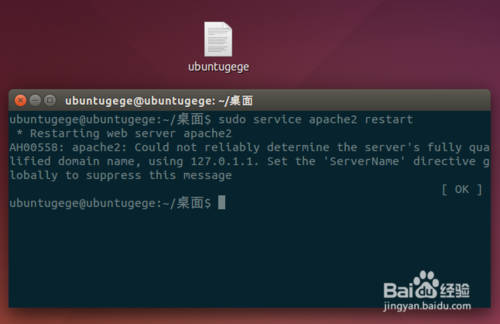 ubuntugege
ubuntugege@ubuntugege: ~/桌面
ubuntugege@ubuntugege:~/桌面$ sudo service apache2 restart
 * Restarting web server apache2
AH00558: apache2: Could not reliably determine the server's fully qua
lified domain name, using 127.0.1.1. Set the 'ServerName' directive g
lobally to suppress this message
[ OK ]
ubuntugege@ubuntugege:~/桌面$
Baidu经验
jingyan.baidu.com